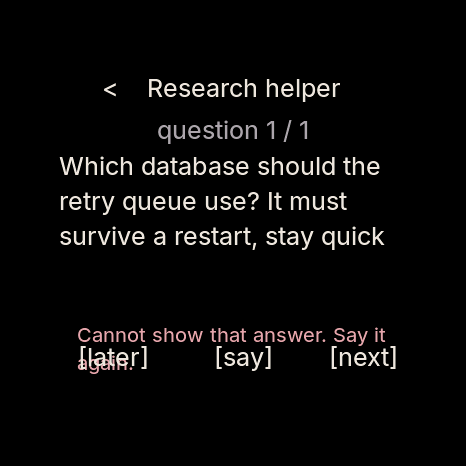 < Research helper
question 1 / 1
Which database should the
retry queue use? It must
survive a restart, stay quick
Cannot show that answer. Say it
again.
[later] [say] [next]